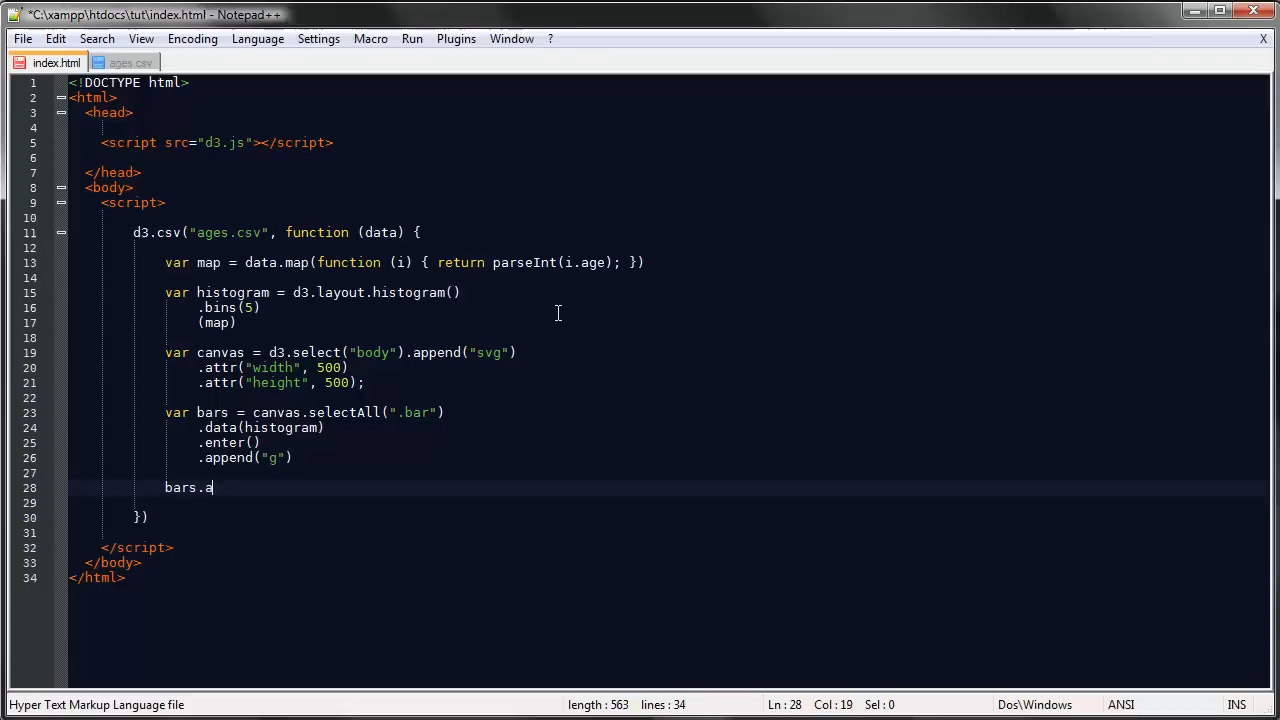 *C:\xampp\htdocs\tut\index.html - Notepad++
File Edit Search View Encoding Language Settings Macro Run Plugins Window ? X
index.html ages.csv
1 <!DOCTYPE html>
2 <html>
3 <head>
4
5 <script src="d3.js"></script>
6
7 </head>
8 <body>
9 <script>
10
11 d3.csv("ages.csv", function (data) {
12
13 var map = data.map(function (i) { return parseInt(i.age); })
14
15 var histogram = d3.layout.histogram()
16 .bins(5)
17 (map)
18
19 var canvas = d3.select("body").append("svg")
20 .attr("width", 500)
21 .attr("height", 500);
22
23 var bars = canvas.selectAll(".bar")
24 .data(histogram)
25 .enter()
26 .append("g")
27
28 bars.a
29
30 })
31
32 </script>
33 </body>
34 </html>
Hyper Text Markup Language file length : 563 lines : 34 Ln : 28 Col : 19 Sel : 0 Dos\Windows ANSI INS